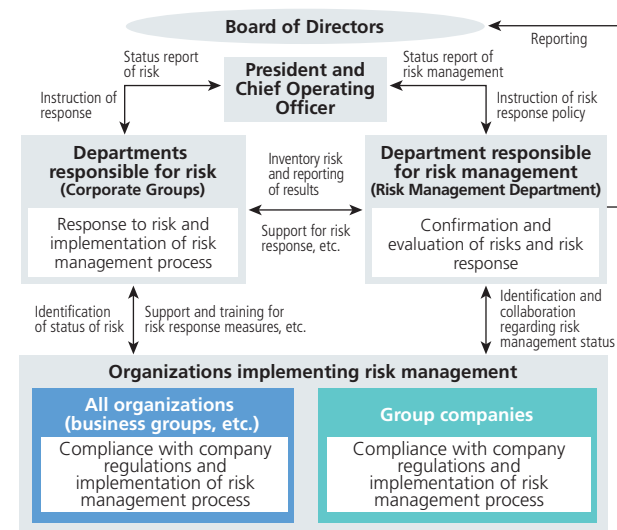 Board of Directors
Reporting
Status report
of risk
President and
Chief Operating
Officer
Status report of
risk management
Instruction of
response
Instruction of risk
response policy
Departments
responsible for risk
(Corporate Groups)
Response to risk and
implementation of risk
management process
Inventory risk
and reporting
of results
Support for risk
response, etc.
Department responsible
for risk management
(Risk Management Department)
Confirmation and
evaluation of risks and risk
response
Identification
of status of risk
Support and training for
risk response measures, etc.
Identification and
collaboration
regarding risk
management status
Organizations implementing risk management
All organizations
(business groups, etc.)
Compliance with company
regulations and
implementation of risk
management process
Group companies
Compliance with company
regulations and
implementation of risk
management process